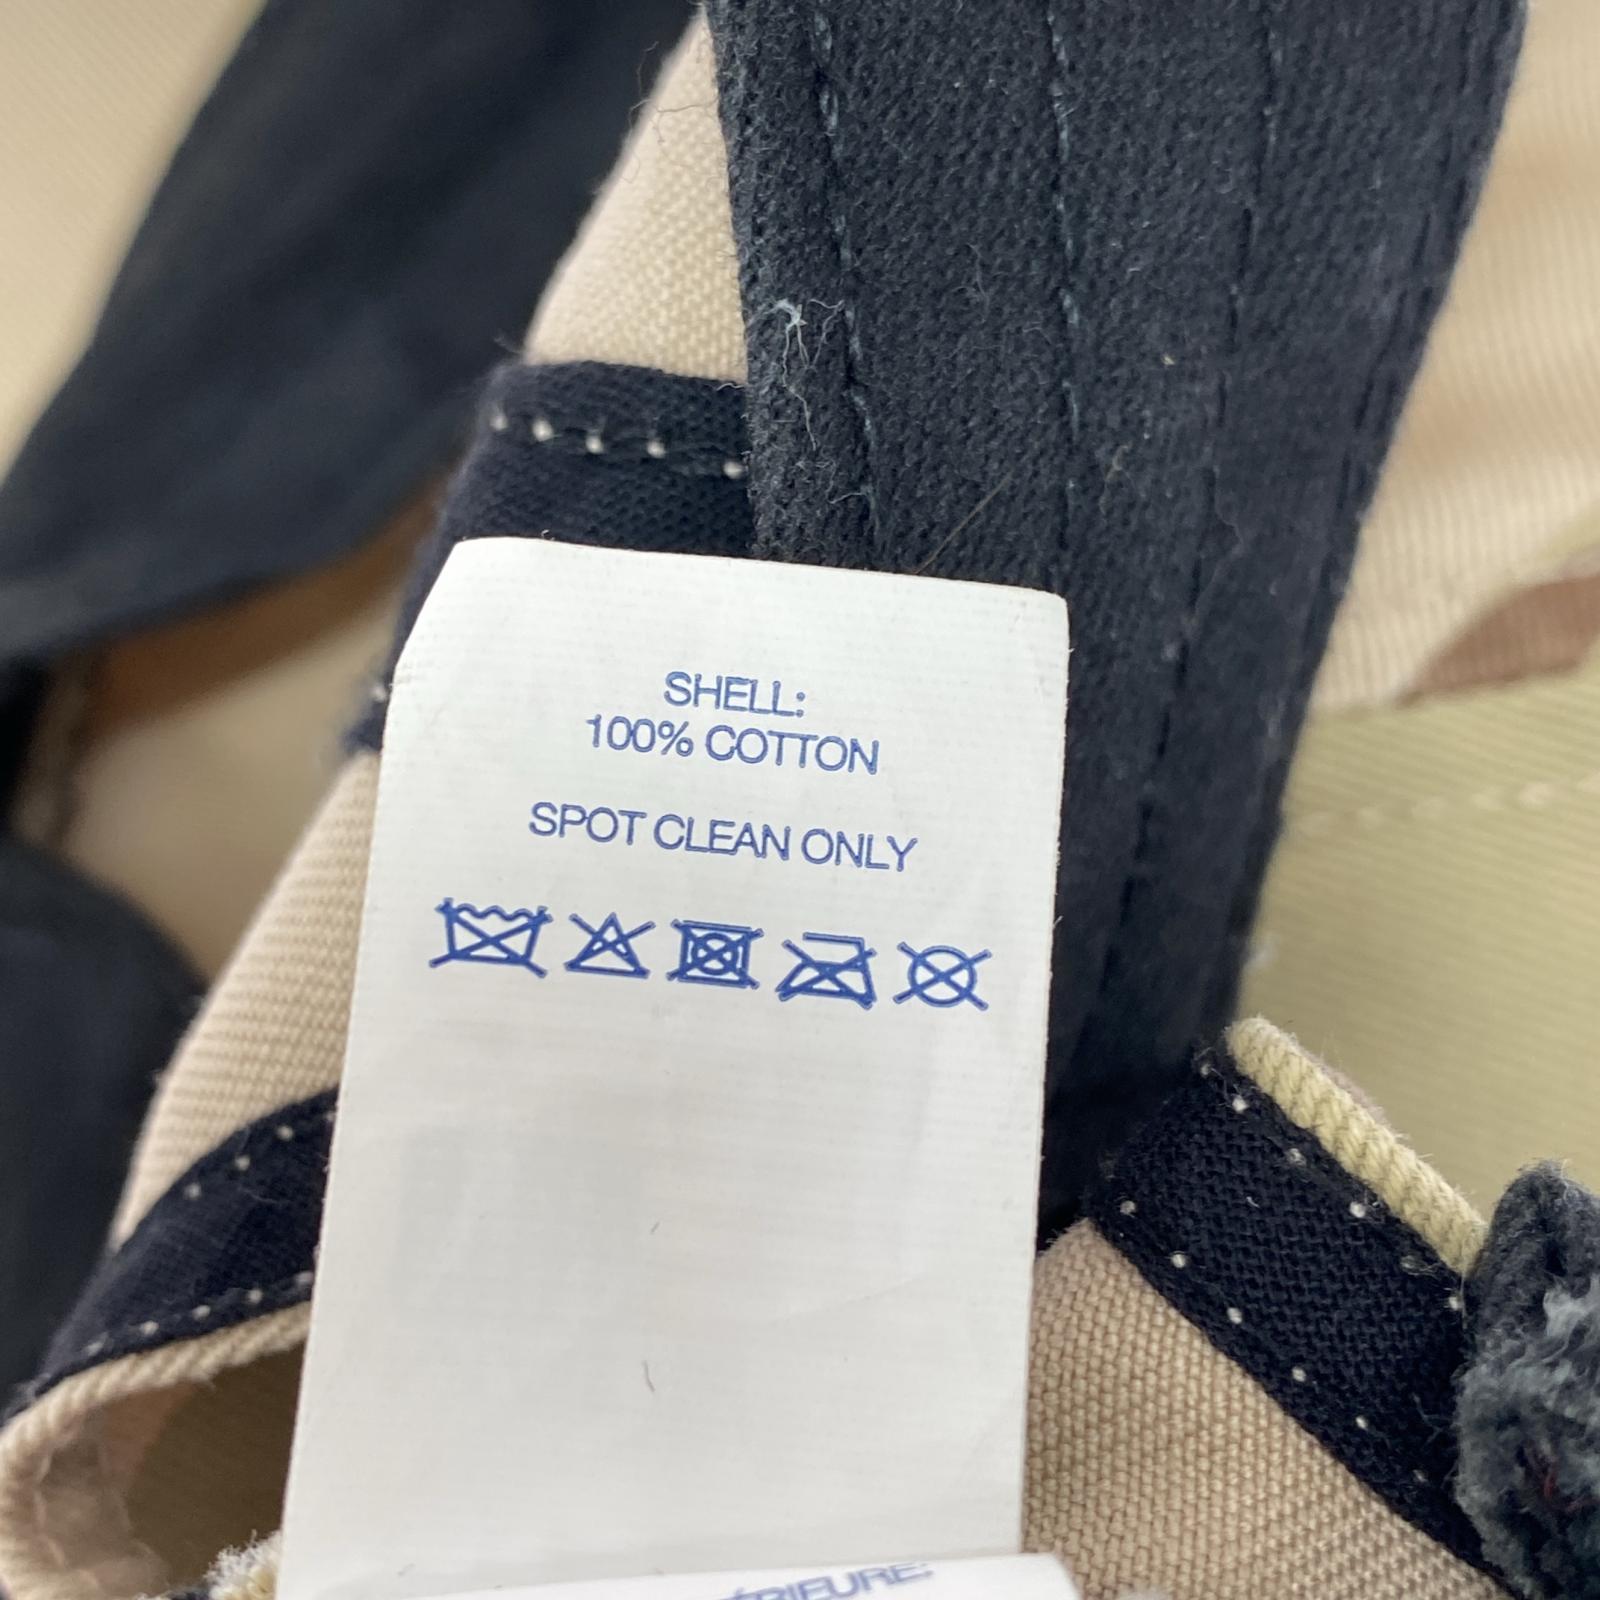 SHELL:
100% COTTON
SPOT CLEAN ONLY